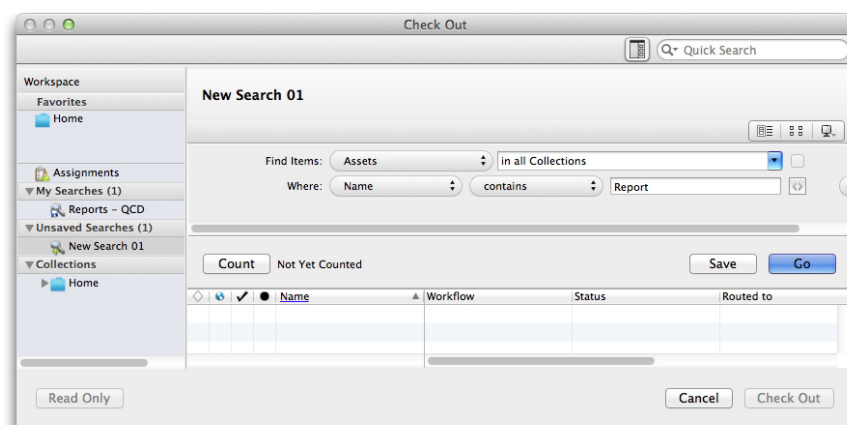 Check Out
Quick Search
Workspace
Favorites
Home
Assignments
My Searches (1)
Reports - QCD
Unsaved Searches (1)
New Search 01
Collections
Home
New Search 01
Find Items: Assets in all Collections
Where: Name contains Report
Count Not Yet Counted Save Go
Name Workflow Status Routed to
Read Only Cancel Check Out